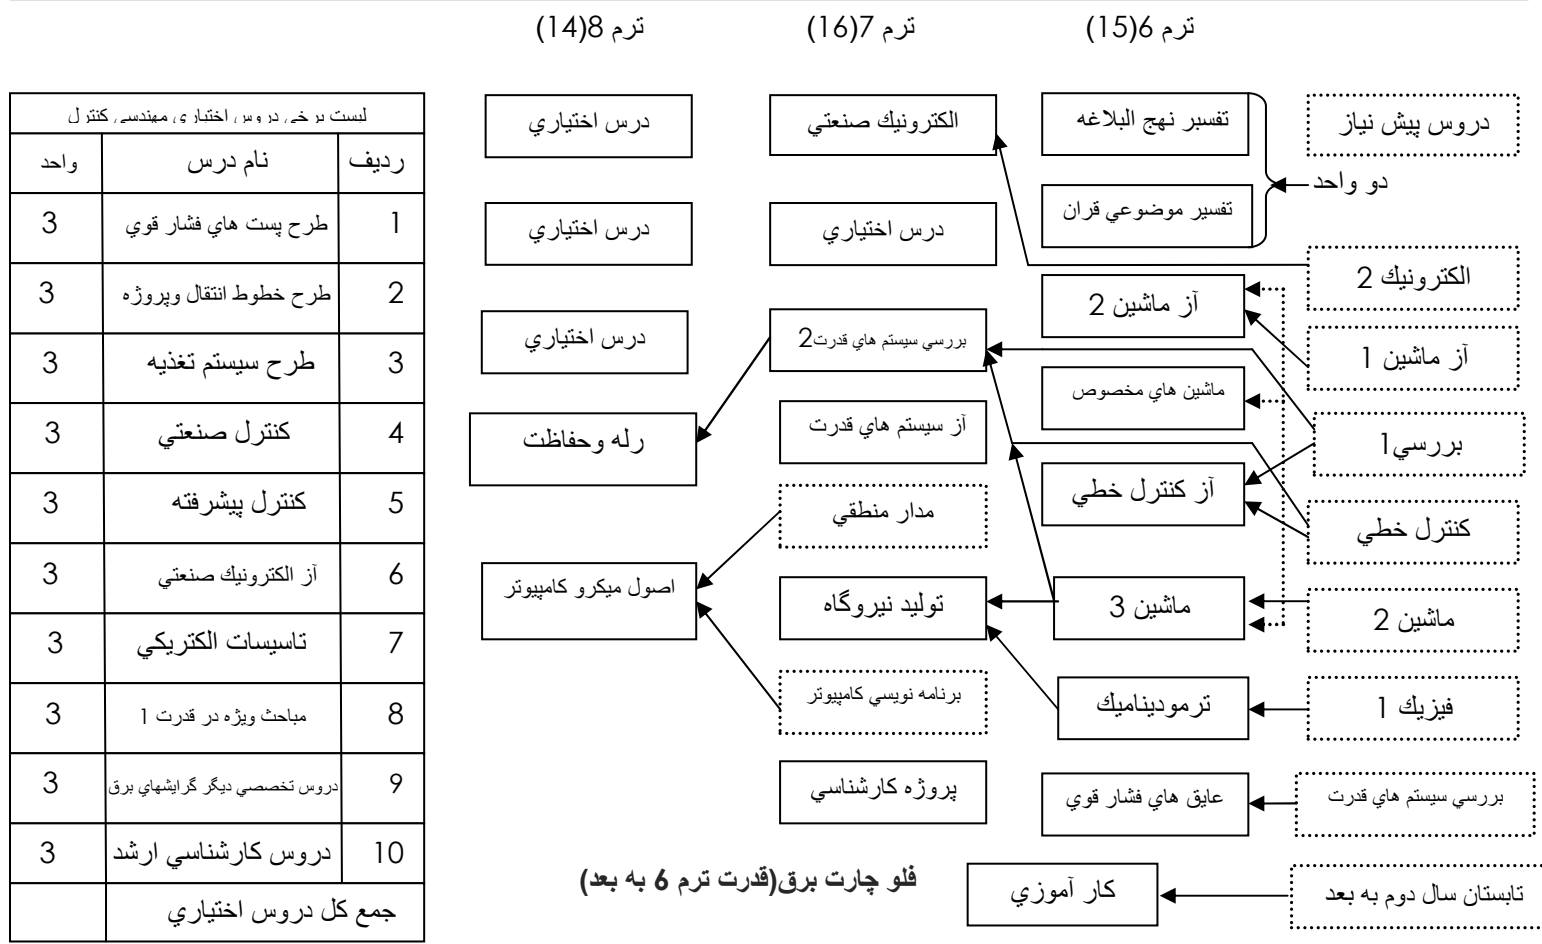 ترم 6(15)
ترم 7(16)
ترم 8(14)
دروس پيش نياز
تفسبر نهج البلاغه
الكترونيك صنعتي
درس اختياري
دو واحد
تفسير موضوعي قران
درس اختياري
درس اختياري
الكترونيك 2
آز ماشين 2
بررسي سيستم هاي قدرت2
درس اختياري
آز ماشين 1
ماشين هاي مخصوص
آز سيستم هاي قدرت
رله وحفاظت
بررسي1
آز كنترل خطي
مدار منطقي
كنترل خطي
ماشين 3
توليد نيروگاه
اصول ميكرو كامپيوتر
ماشين 2
ترموديناميك
برنامه نويسي كامپيوتر
فيزيك 1
عايق هاي فشار قوي
پروژه كارشناسي
بررسي سيستم هاي قدرت
كار آموزي
تابستان سال دوم به بعد
فلو چارت برق(قدرت ترم 6 به بعد)
ليست برخي دروس اختياري مهندسي كنترل
رديف نام درس واحد
1 طرح پست هاي فشار قوي 3
2 طرح خطوط انتقال وپروژه 3
3 طرح سيستم تغذيه 3
4 كنترل صنعتي 3
5 كنترل پيشرفته 3
6 آز الكترونيك صنعتي 3
7 تاسيسات الكتريكي 3
8 مباحث ويژه در قدرت 1 3
9 دروس تخصصي ديگر گرايشهاي برق 3
10 دروس كارشناسي ارشد 3
جمع كل دروس اختياري